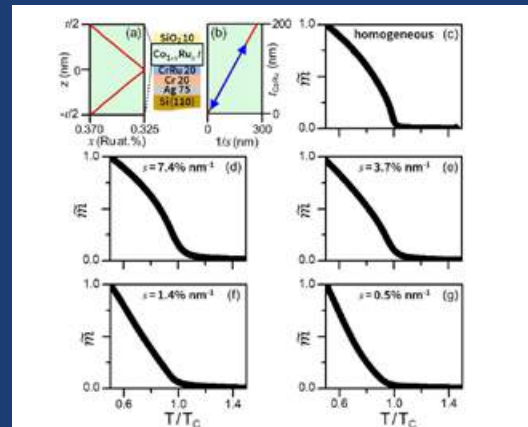 t/2
(a)
z (nm)
0
-t/2
0.370
0.325
x (Ru at.%)
SiO₂ 10
Co₁₋ₓRuₓ t
CrRu 20
Cr 20
Ag 75
Si(110)
(b)
200
t_CoRu (nm)
0
0
300
1/s (nm)
homogeneous (c)
1.0
m̃
0.0
s = 7.4% nm⁻¹ (d)
1.0
m̃
0.0
s = 3.7% nm⁻¹ (e)
1.0
m̃
0.0
s = 1.4% nm⁻¹ (f)
1.0
m̃
0.0
0.6 1.0 1.4
T/T_C
s = 0.5% nm⁻¹ (g)
1.0
m̃
0.0
0.6 1.0 1.4
T/T_C